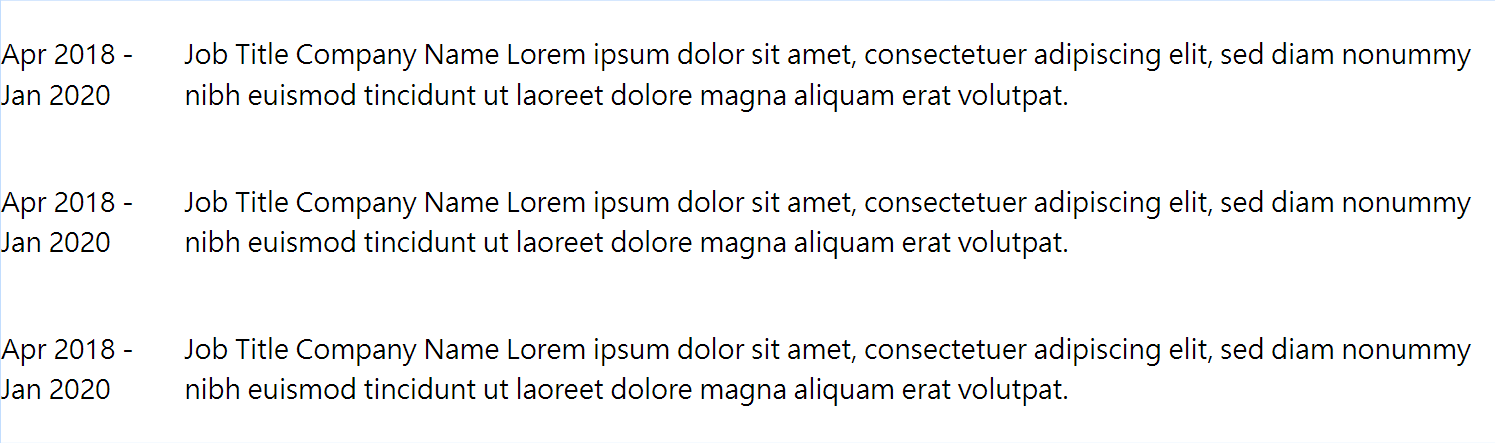 Apr 2018 - Job Title Company Name Lorem ipsum dolor sit amet, consectetuer adipiscing elit, sed diam nonummy
Jan 2020 nibh euismod tincidunt ut laoreet dolore magna aliquam erat volutpat.
Apr 2018 - Job Title Company Name Lorem ipsum dolor sit amet, consectetuer adipiscing elit, sed diam nonummy
Jan 2020 nibh euismod tincidunt ut laoreet dolore magna aliquam erat volutpat.
Apr 2018 - Job Title Company Name Lorem ipsum dolor sit amet, consectetuer adipiscing elit, sed diam nonummy
Jan 2020 nibh euismod tincidunt ut laoreet dolore magna aliquam erat volutpat.